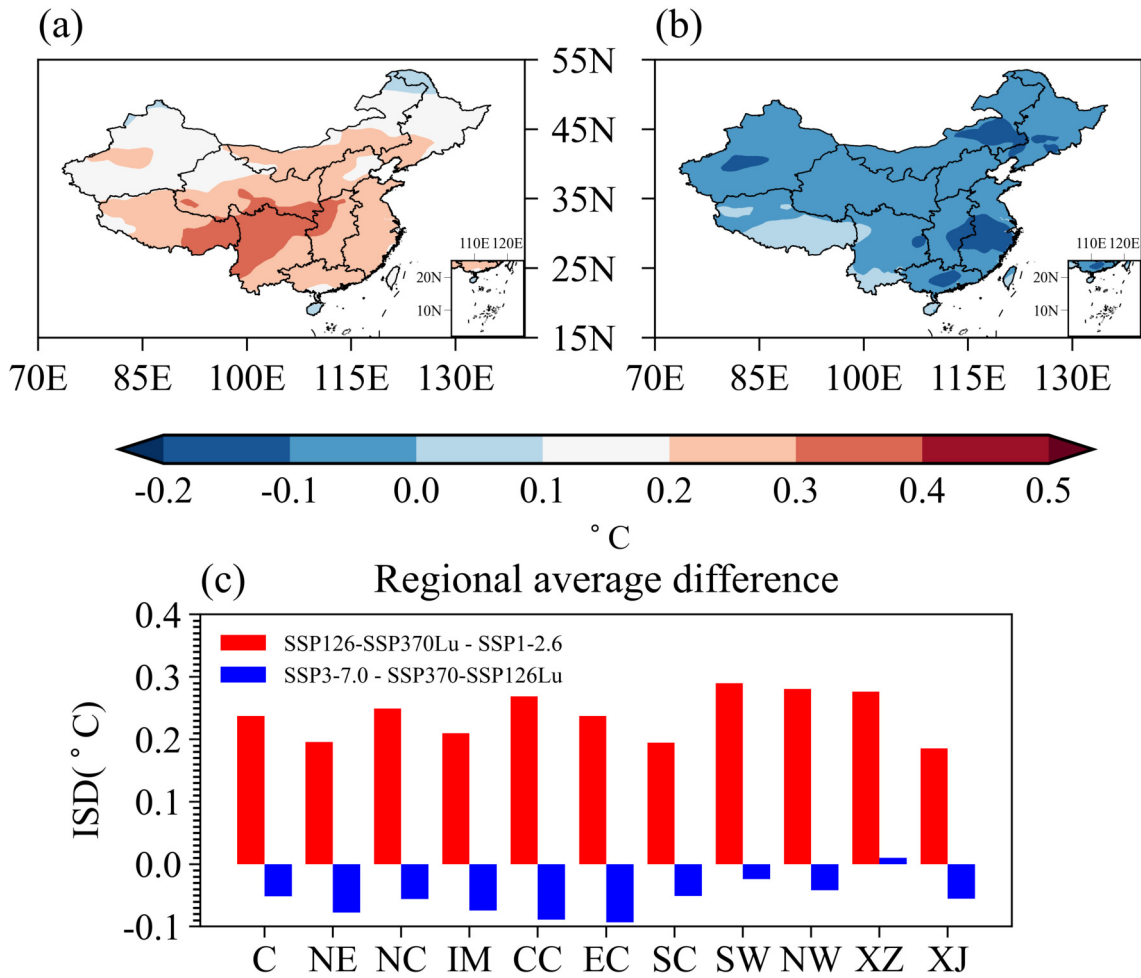 (a)
(b)
55N
45N
35N
25N
15N
110E 120E
20N
10N
110E 120E
20N
10N
70E 85E 100E 115E 130E
70E 85E 100E 115E 130E
-0.2 -0.1 0.0 0.1 0.2 0.3 0.4 0.5
°C
(c) Regional average difference
0.4
0.3
0.2
0.1
0.0
-0.1
ISD(°C)
SSP126-SSP370Lu - SSP1-2.6
SSP3-7.0 - SSP370-SSP126Lu
C NE NC IM CC EC SC SW NW XZ XJ